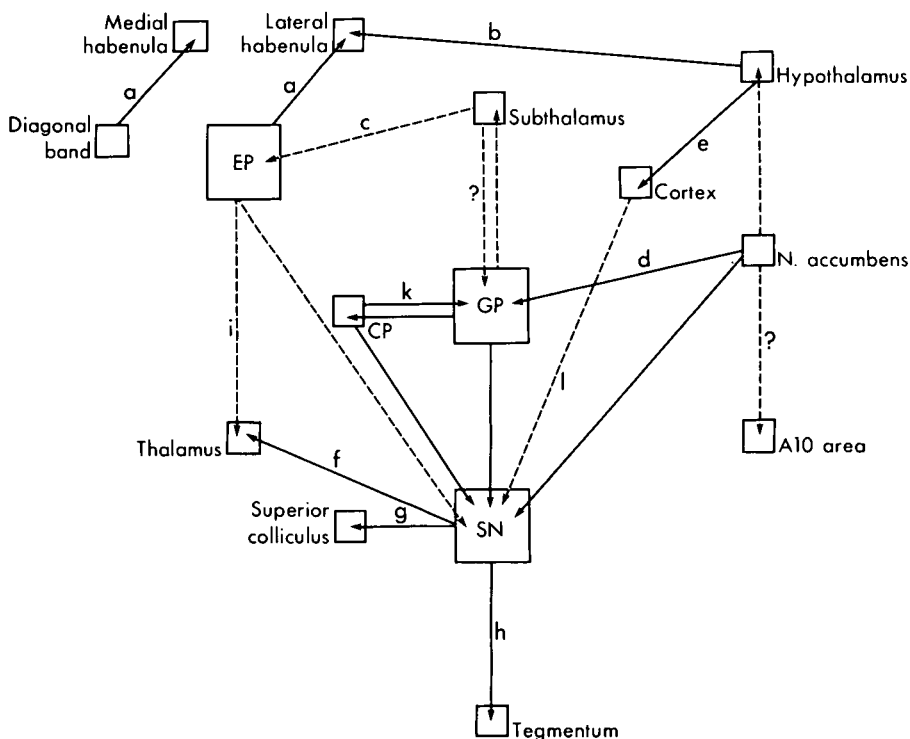 Medial
habenula
Lateral
habenula
b
Hypothalamus
a
a
Diagonal
band
c
Subthalamus
EP
e
?
Cortex
N. accumbens
d
k
GP
CP
i
l
?
Thalamus
A10 area
f
Superior
colliculus
g
SN
h
Tegmentum